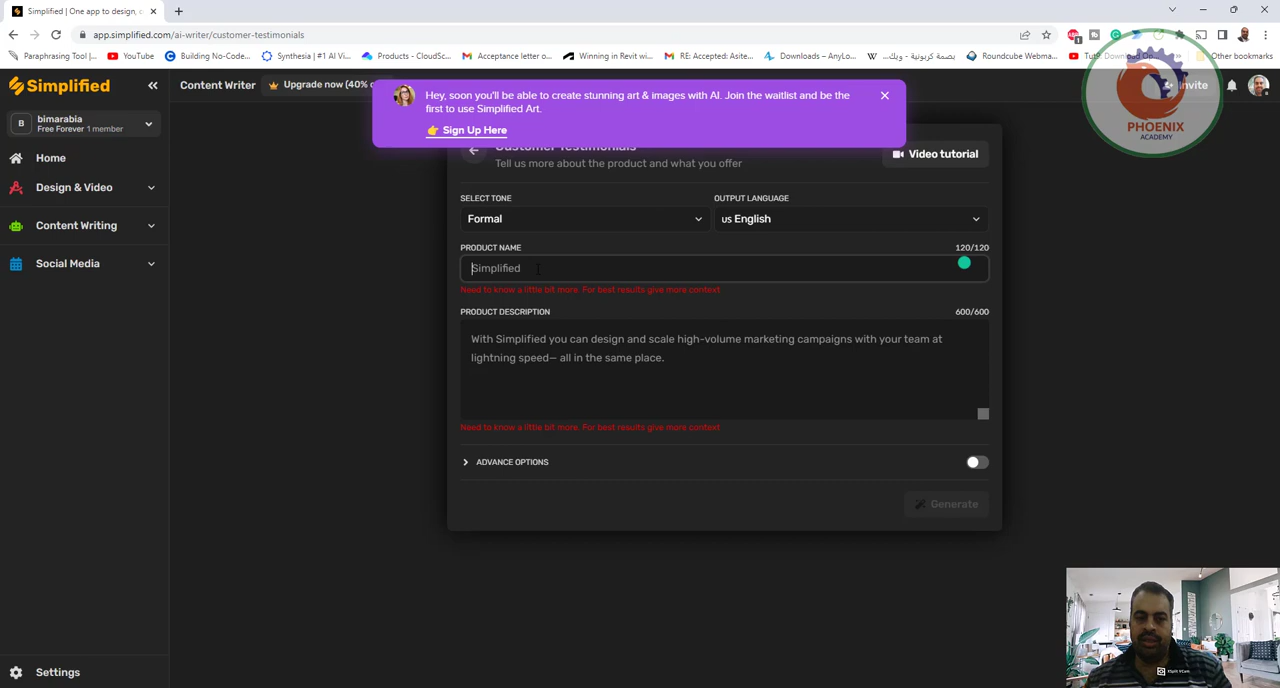 Simplified | One app to design, c
app.simplified.com/ai-writer/customer-testimonials
Paraphrasing Tool |
YouTube
Building No-Code...
Synthesia | #1 AI Vi...
Products - CloudSc...
Acceptance letter o...
Winning in Revit wi...
RE: Accepted: Asite...
Downloads – AnyLo...
بصمة كربونية - ويك...
Roundcube Webma...
Tut9:
Other bookmarks
Simplified
Content Writer
Upgrade now (40%
Hey, soon you'll be able to create stunning art & images with AI. Join the waitlist and be the
first to use Simplified Art.
👉 Sign Up Here
Invite
PHOENIX
ACADEMY
B
bimarabia
Free Forever 1 member
Home
Design & Video
Content Writing
Social Media
Settings
Customer Testimonials
Tell us more about the product and what you offer
Video tutorial
SELECT TONE
OUTPUT LANGUAGE
Formal
US English
PRODUCT NAME
120/120
Simplified
Need to know a little bit more. For best results give more context
PRODUCT DESCRIPTION
600/600
With Simplified you can design and scale high-volume marketing campaigns with your team at
lightning speed— all in the same place.
Need to know a little bit more. For best results give more context
ADVANCE OPTIONS
Generate
XSplit VCam